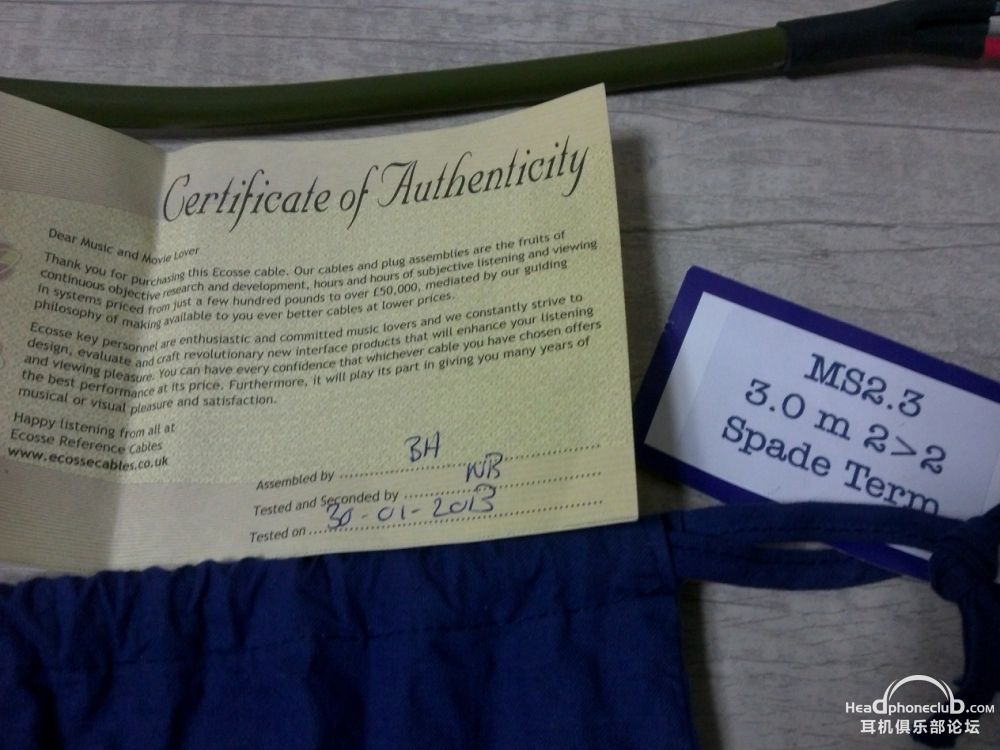 Certificate of Authenticity
Dear Music and Movie Lover
Thank you for purchasing this Ecosse cable. Our cables and plug assemblies are the fruits of
continuous objective research and development, hours and hours of subjective listening and viewing
in systems priced from just a few hundred pounds to over £50,000, mediated by our guiding
philosophy of making available to you ever better cables at lower prices.
Ecosse key personnel are enthusiastic and committed music lovers and we constantly strive to
design, evaluate and craft revolutionary new interface products that will enhance your listening
and viewing pleasure. You can have every confidence that whichever cable you have chosen offers
the best performance at its price. Furthermore, it will play its part in giving you many years of
musical or visual pleasure and satisfaction.
Happy listening from all at
Ecosse Reference Cables
www.ecossecables.co.uk
Assembled by BH
Tested and Seconded by WB
Tested on 30-01-2013
MS2.3
3.0 m 2>2
Spade Term
HeadphoneclubD.com
耳机俱乐部论坛